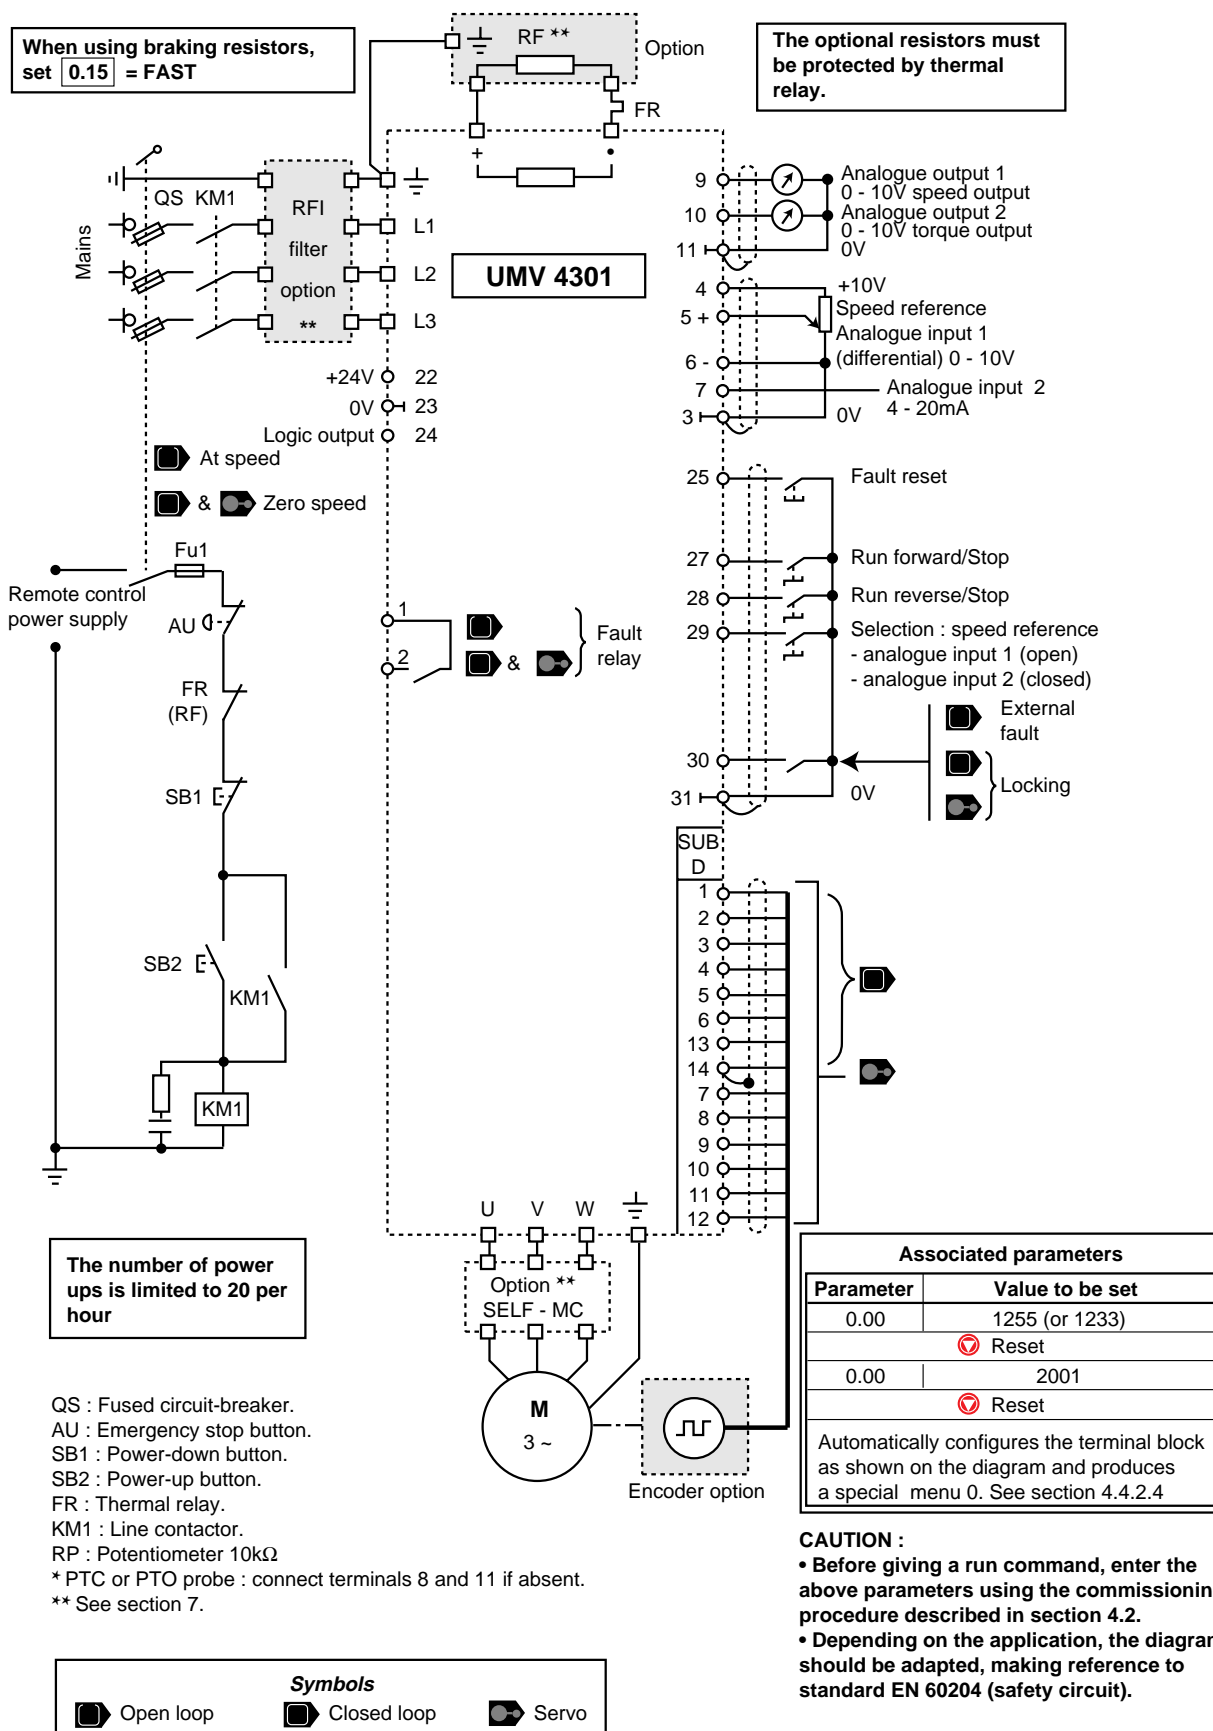 When using braking resistors,
set 0.15 = FAST
RF **
Option
FR
+
The optional resistors must
be protected by thermal
relay.
Mains
QS KM1
RFI
filter
option
**
L1
L2
L3
UMV 4301
9
Analogue output 1
0 - 10V speed output
10
Analogue output 2
0 - 10V torque output
11
0V
4
+10V
5 +
Speed reference
Analogue input 1
6 -
(differential) 0 - 10V
7
Analogue input 2
4 - 20mA
3
0V
+24V 22
0V 23
Logic output 24
At speed
& Zero speed
Fu1
Remote control
power supply
AU
FR
(RF)
SB1
SB2
KM1
KM1
1
2
&
Fault
relay
25 Fault reset
27 Run forward/Stop
28 Run reverse/Stop
29 Selection : speed reference
- analogue input 1 (open)
- analogue input 2 (closed)
External
fault
30
Locking
31
0V
SUB
D
1
2
3
4
5
6
13
14
7
8
9
10
11
12
U V W
Option **
SELF - MC
M
3 ~
Encoder option
The number of power
ups is limited to 20 per
hour
Associated parameters
Parameter Value to be set
0.00 1255 (or 1233)
Reset
0.00 2001
Reset
Automatically configures the terminal block
as shown on the diagram and produces
a special menu 0. See section 4.4.2.4
QS : Fused circuit-breaker.
AU : Emergency stop button.
SB1 : Power-down button.
SB2 : Power-up button.
FR : Thermal relay.
KM1 : Line contactor.
RP : Potentiometer 10kΩ
* PTC or PTO probe : connect terminals 8 and 11 if absent.
** See section 7.
CAUTION :
• Before giving a run command, enter the
above parameters using the commissionin
procedure described in section 4.2.
• Depending on the application, the diagra
should be adapted, making reference to
standard EN 60204 (safety circuit).
Symbols
Open loop Closed loop Servo